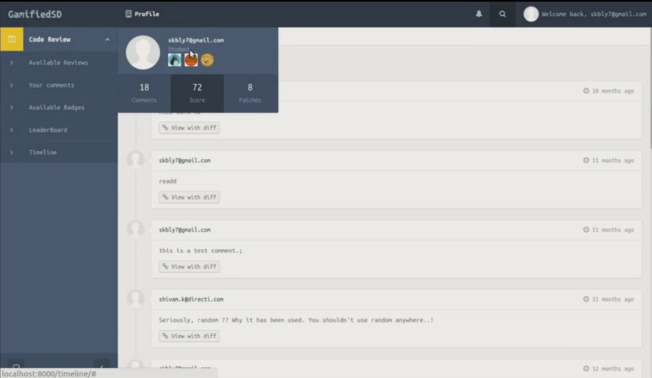 GamifiedSD
Profile
Welcome back, skbly7@gmail.com
Code Review
Available Reviews
Your comments
Available Badges
LeaderBoard
Timeline
skbly7@gmail.com
Student
18
72
8
Comments
Score
Patches
10 months ago
View with diff
skbly7@gmail.com
11 months ago
readd
View with diff
skbly7@gmail.com
11 months ago
this is a test comment.;
View with diff
shivam.k@directi.com
11 months ago
Seriously, random ?? Why it has been used. You shouldn't use random anywhere..!
View with diff
12 months ago
localhost:8000/timeline/#